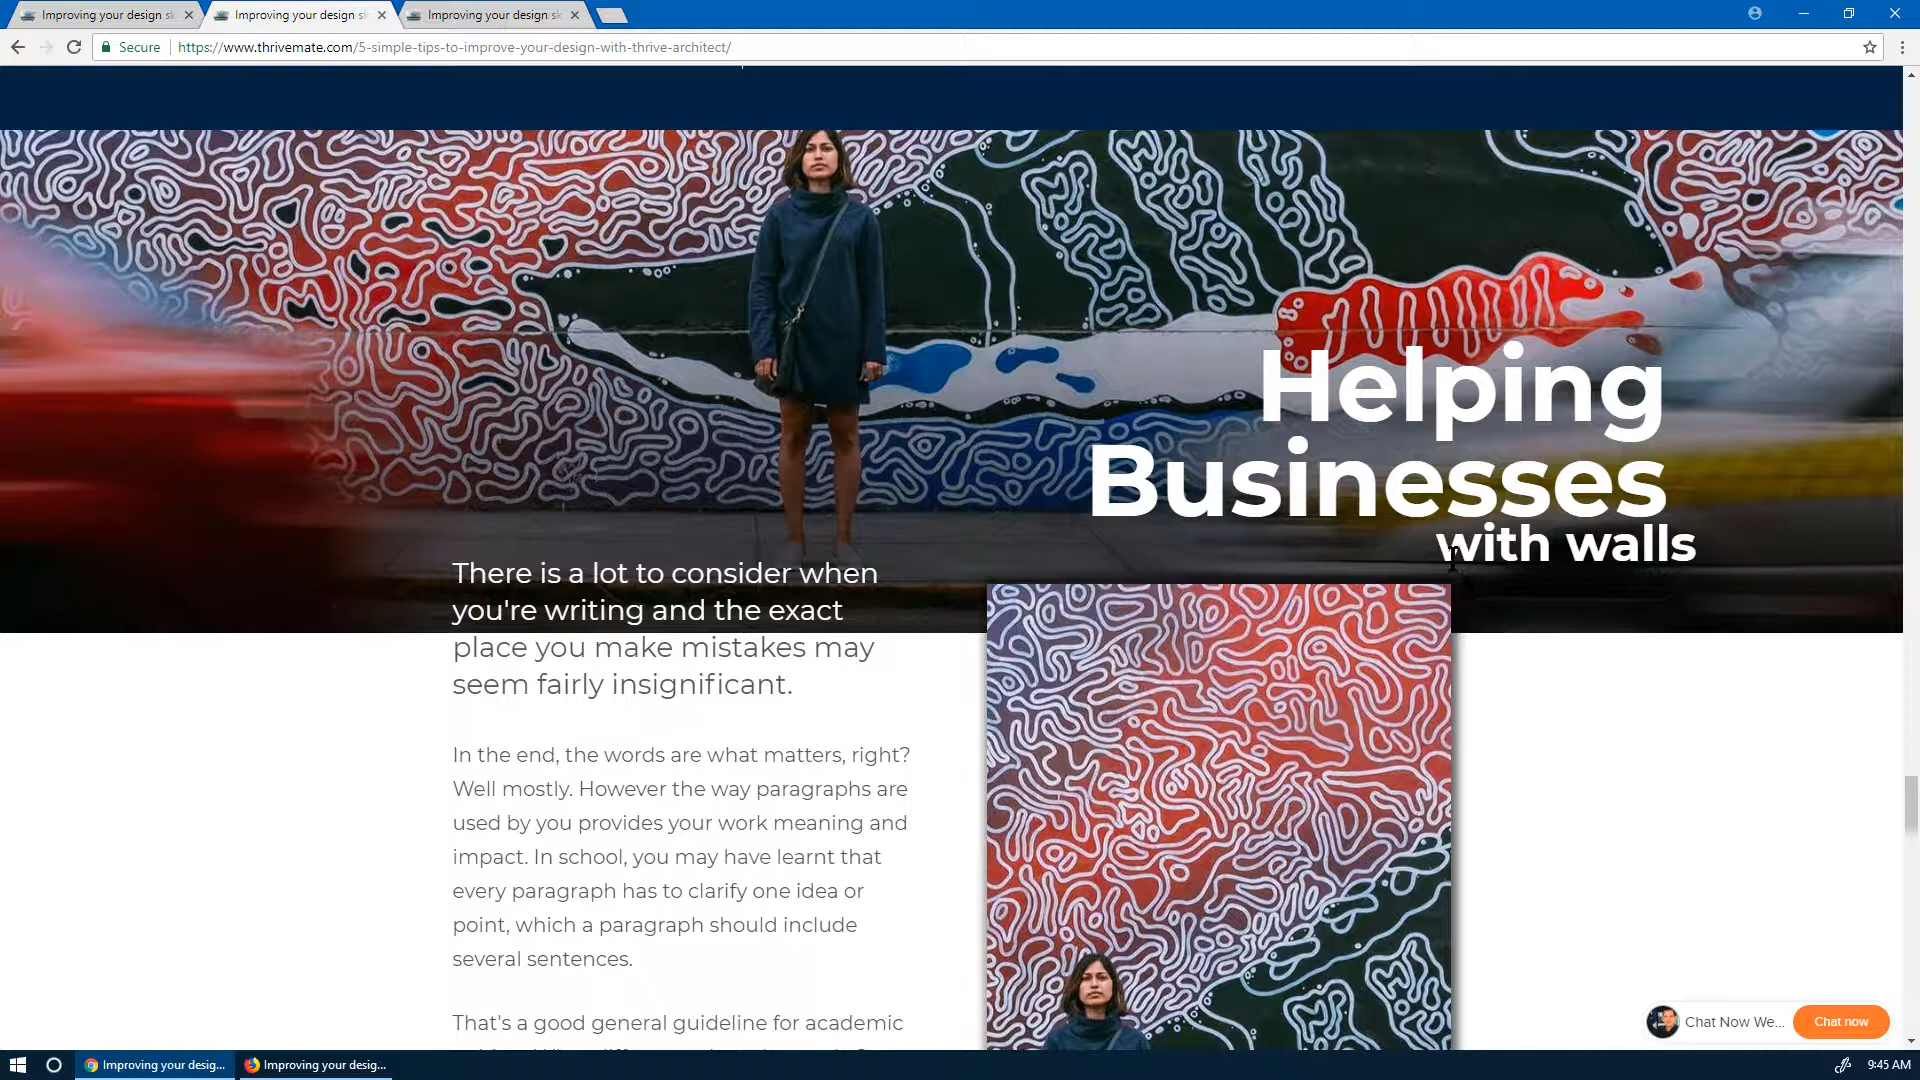 Improving your design sk
Improving your design sk
Improving your design sk
Secure
https://www.thrivemate.com/5-simple-tips-to-improve-your-design-with-thrive-architect/
Helping
Businesses
with walls
There is a lot to consider when
you're writing and the exact
place you make mistakes may
seem fairly insignificant.
In the end, the words are what matters, right?
Well mostly. However the way paragraphs are
used by you provides your work meaning and
impact. In school, you may have learnt that
every paragraph has to clarify one idea or
point, which a paragraph should include
several sentences.
That's a good general guideline for academic
Chat Now We...
Chat now
Improving your desig...
Improving your desig...
9:45 AM